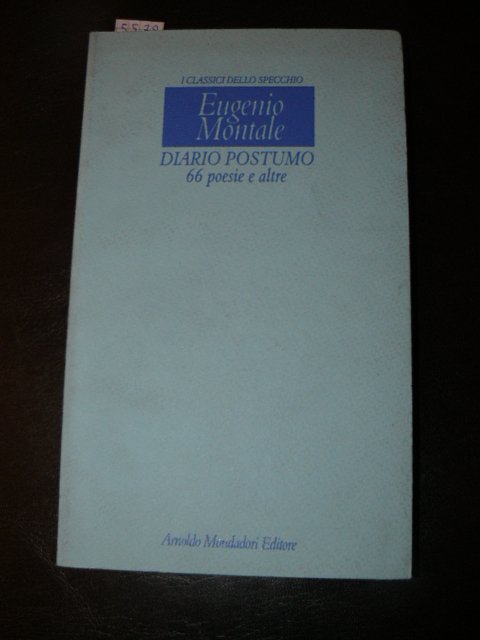 I CLASSICI DELLO SPECCHIO
Eugenio
Montale
DIARIO POSTUMO
66 poesie e altre
Arnoldo Mondadori Editore